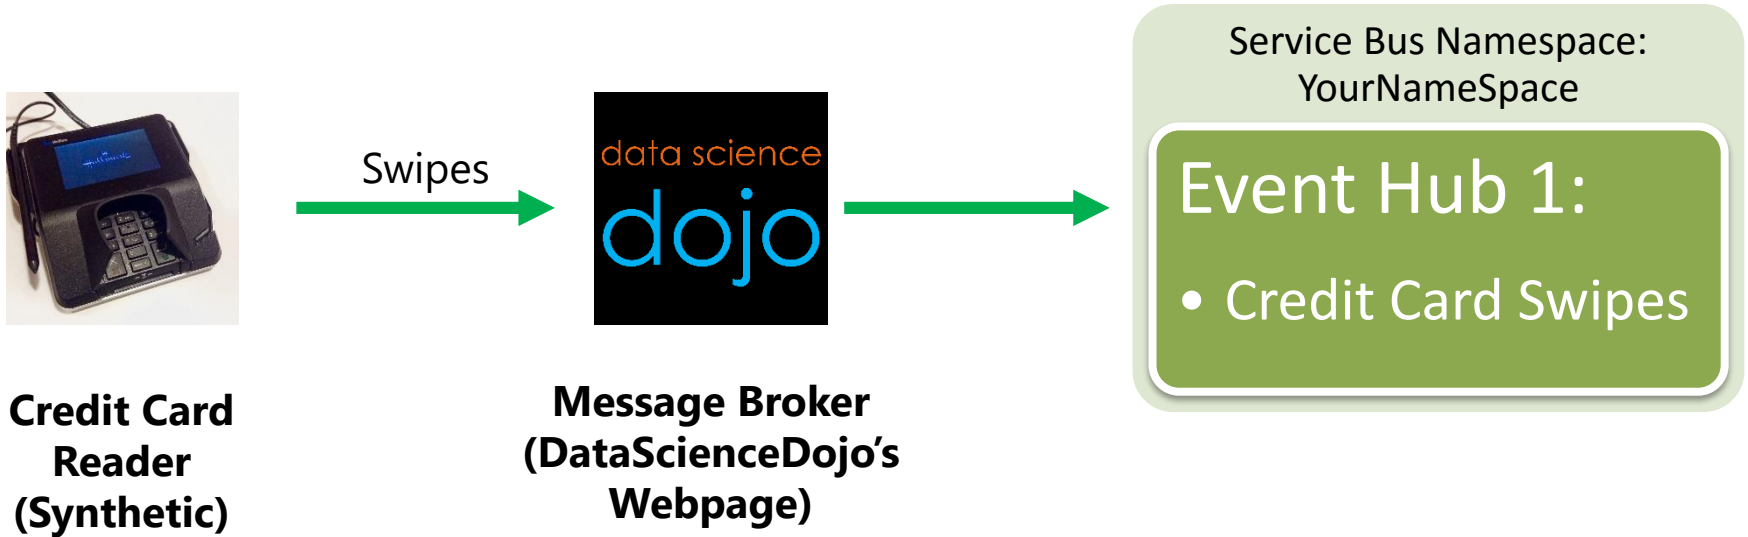 Service Bus Namespace:
YourNameSpace
Swipes
data science
dojo
Event Hub 1:
• Credit Card Swipes
Credit Card
Reader
(Synthetic)
Message Broker
(DataScienceDojo’s
Webpage)